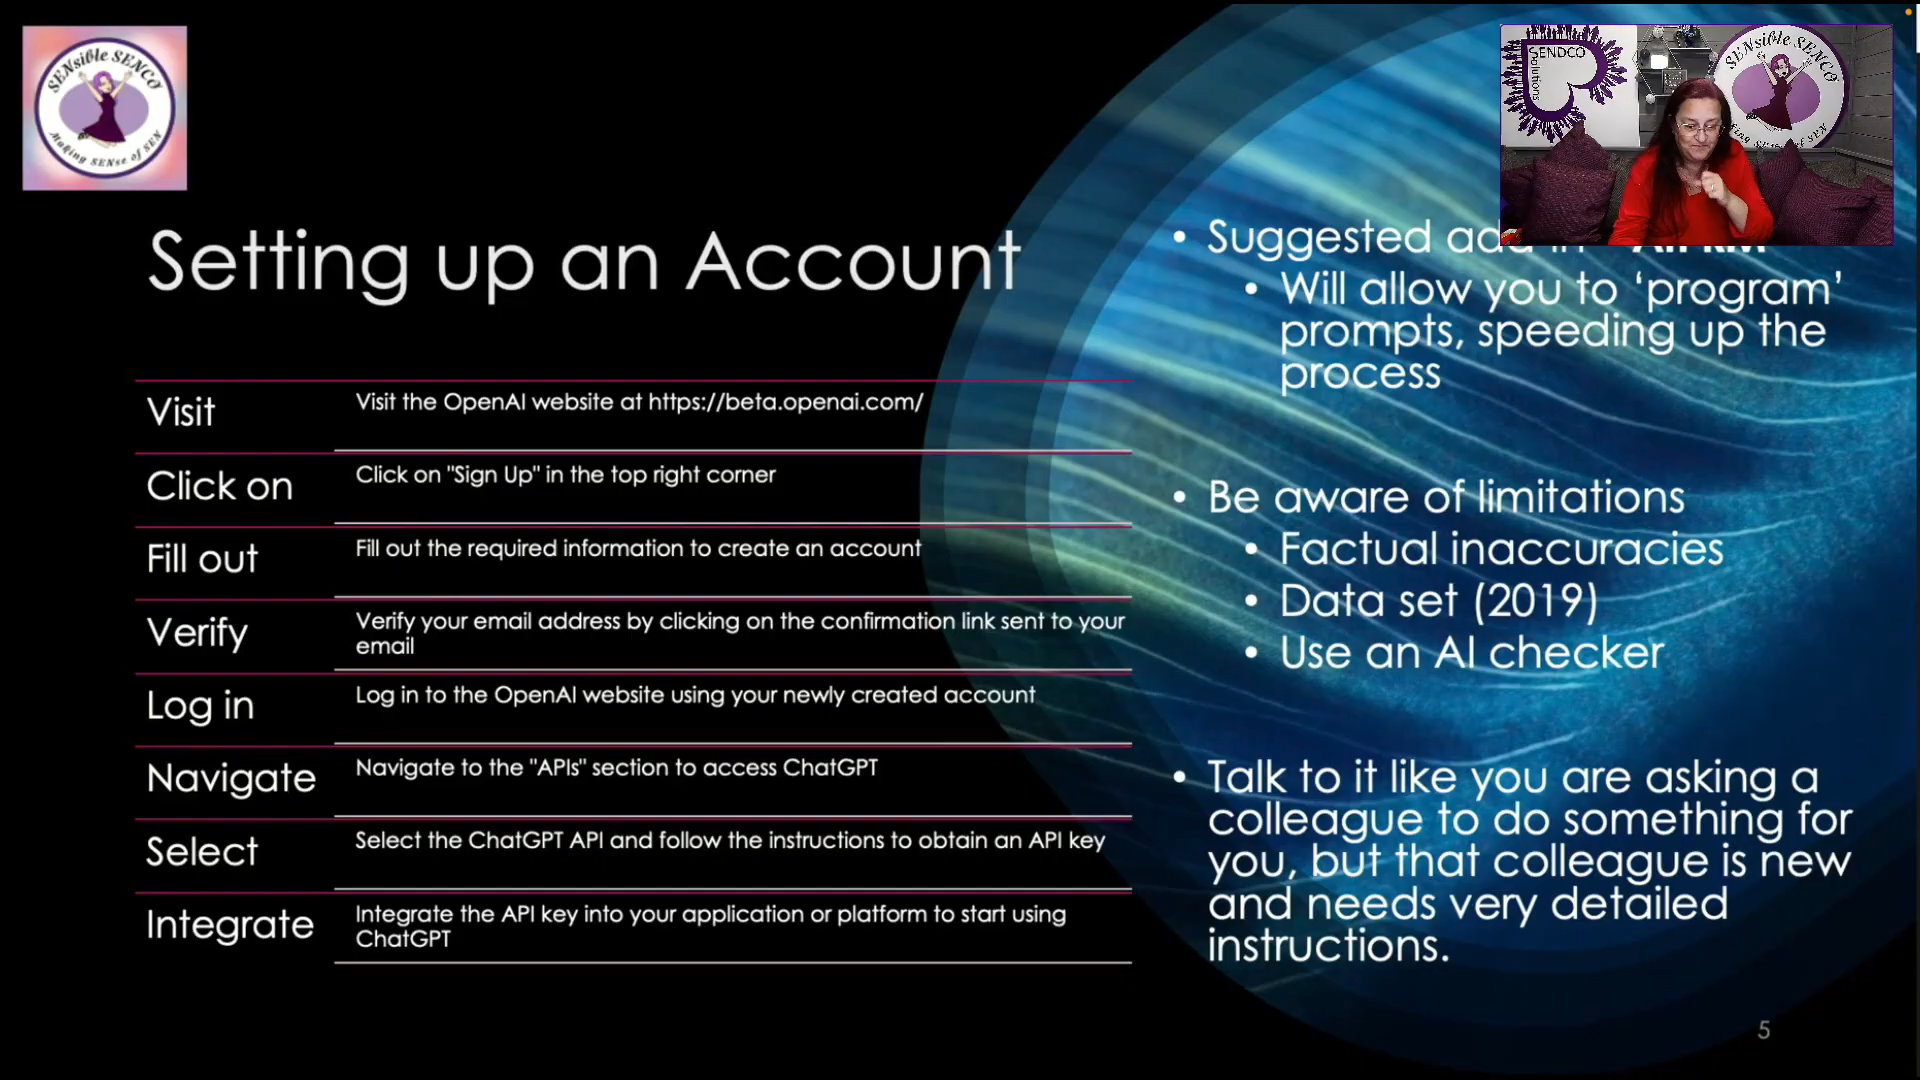 SENsible SENCO
Making SENse of SEN
SENDCO
Solutions
SENsible SENCO
SEN
Setting up an Account
Visit
Visit the OpenAI website at https://beta.openai.com/
Click on
Click on "Sign Up" in the top right corner
Fill out
Fill out the required information to create an account
Verify
Verify your email address by clicking on the confirmation link sent to your
email
Log in
Log in to the OpenAI website using your newly created account
Navigate
Navigate to the "APIs" section to access ChatGPT
Select
Select the ChatGPT API and follow the instructions to obtain an API key
Integrate
Integrate the API key into your application or platform to start using
ChatGPT
• Suggested
• Will allow you to ‘program’
prompts, speeding up the
process
• Be aware of limitations
• Factual inaccuracies
• Data set (2019)
• Use an AI checker
• Talk to it like you are asking a
colleague to do something for
you, but that colleague is new
and needs very detailed
instructions.
5